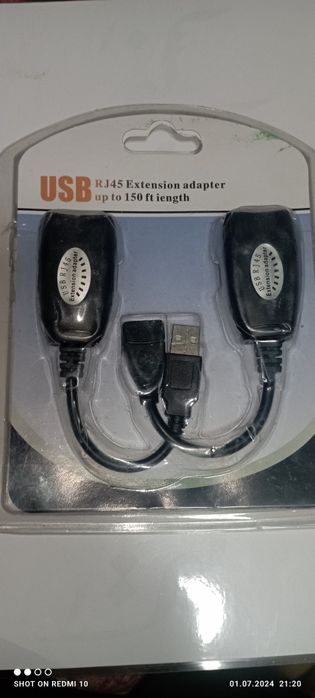 USB
RJ45 Extension adapter
up to 150 ft iength
USB RJ45
Extension adapter
USB RJ45
Extension adapter
SHOT ON REDMI 10
01.07.2024 21:20